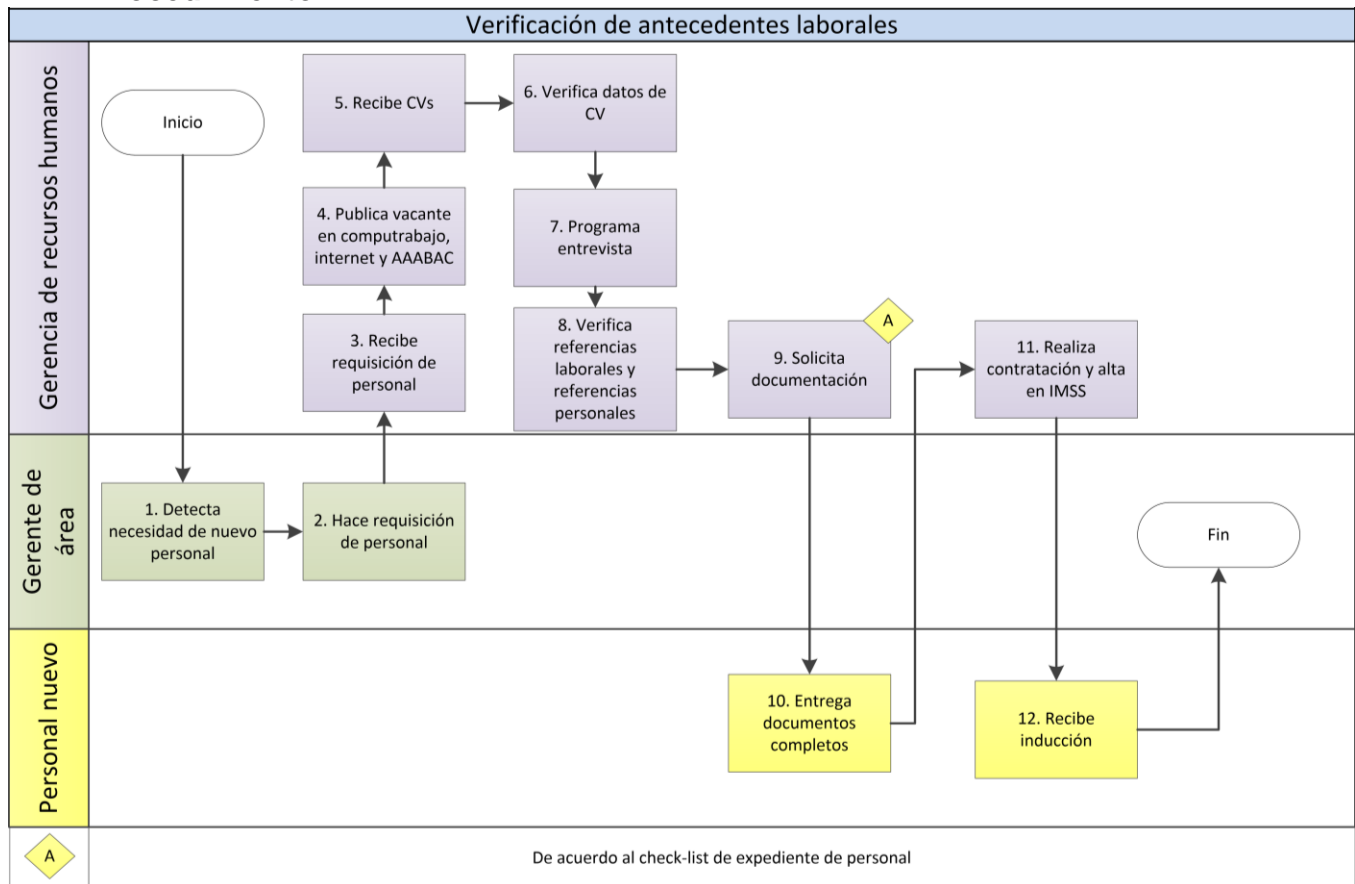 Verificación de antecedentes laborales
Gerencia de recursos humanos
Inicio
5. Recibe CVs
6. Verifica datos de
CV
4. Publica vacante
en computrabajo,
internet y AAABAC
7. Programa
entrevista
3. Recibe
requisición de
personal
8. Verifica
referencias
laborales y
referencias
personales
9. Solicita
documentación
A
11. Realiza
contratación y alta
en IMSS
Gerente de
área
1. Detecta
necesidad de nuevo
personal
2. Hace requisición
de personal
Fin
Personal nuevo
10. Entrega
documentos
completos
12. Recibe
inducción
A
De acuerdo al check-list de expediente de personal